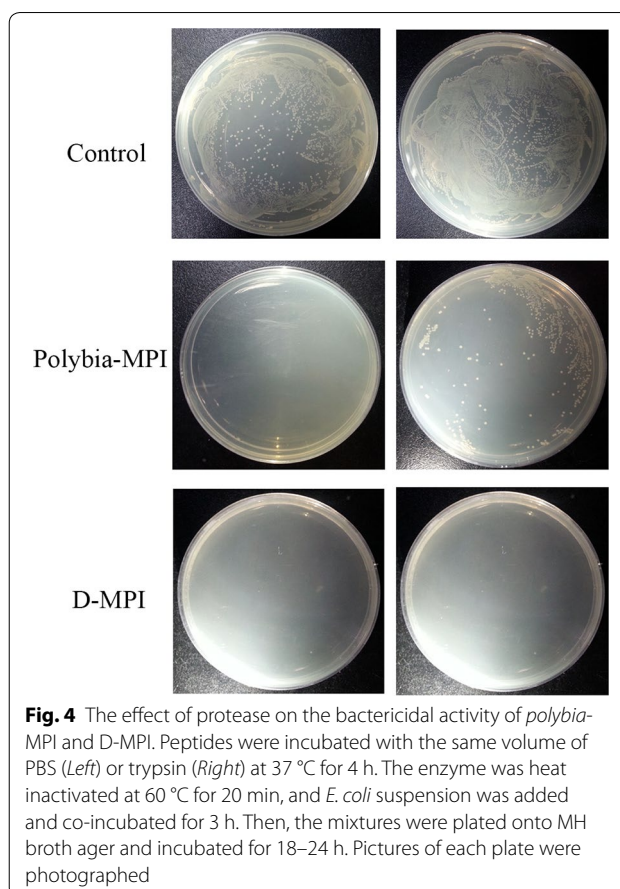 Control
Polybia-MPI
D-MPI
Fig. 4 The effect of protease on the bactericidal activity of polybia-
MPI and D-MPI. Peptides were incubated with the same volume of
PBS (Left) or trypsin (Right) at 37 °C for 4 h. The enzyme was heat
inactivated at 60 °C for 20 min, and E. coli suspension was added
and co-incubated for 3 h. Then, the mixtures were plated onto MH
broth ager and incubated for 18–24 h. Pictures of each plate were
photographed